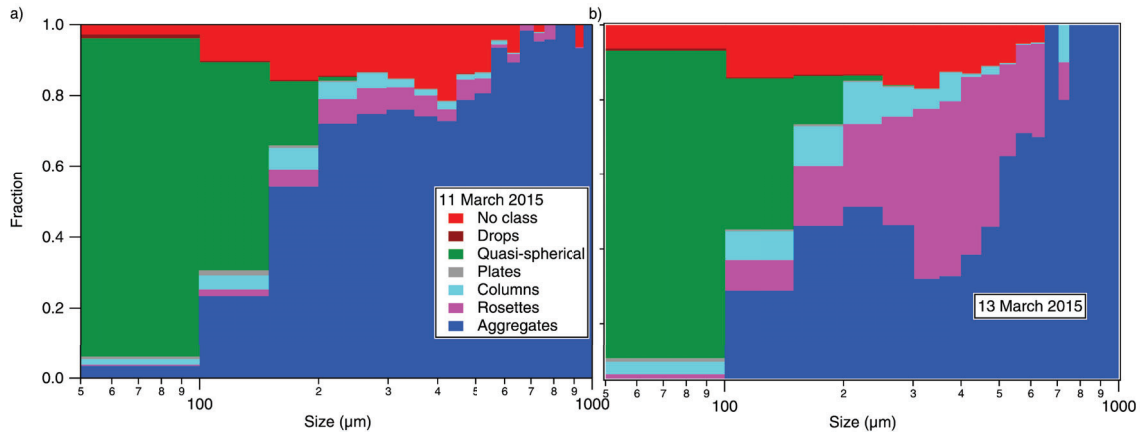 a)
b)
1.0
0.8
0.6
0.4
0.2
0.0
Fraction
11 March 2015
No class
Drops
Quasi-spherical
Plates
Columns
Rosettes
Aggregates
13 March 2015
5 6 7 8 9 2 3 4 5 6 7 8 9
100 1000
Size (µm)
5 6 7 8 9 2 3 4 5 6 7 8 9
100 1000
Size (µm)